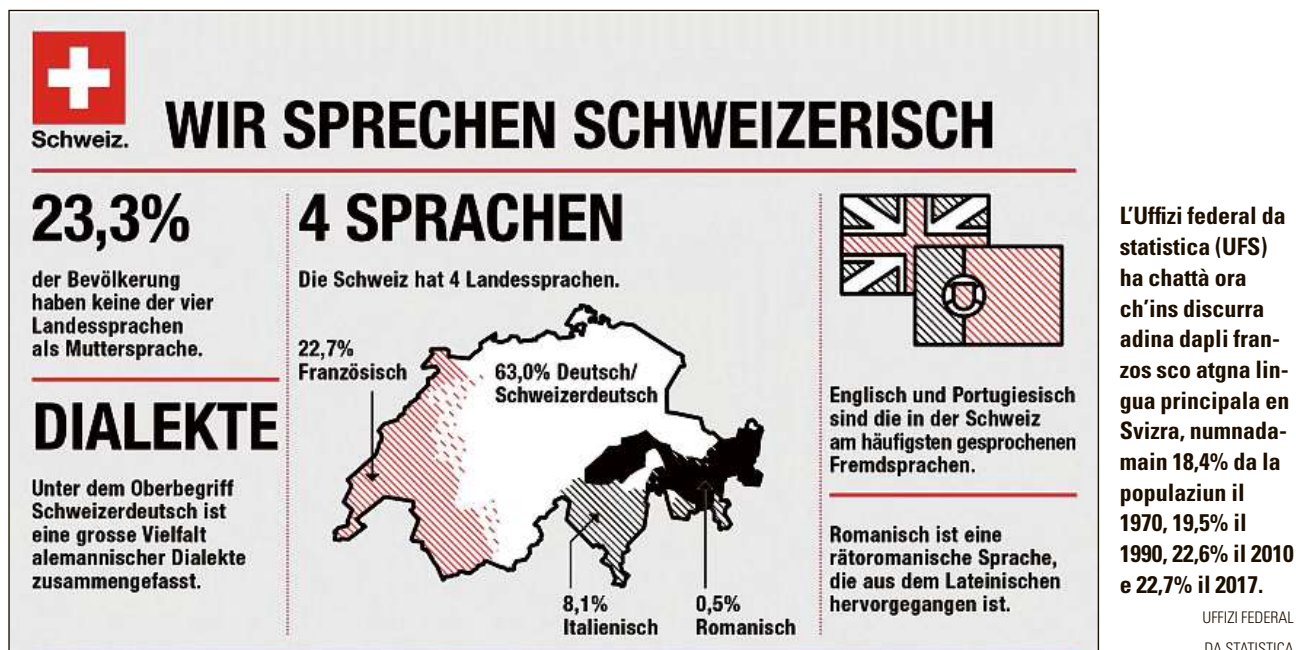 Schweiz.
WIR SPRECHEN SCHWEIZERISCH
23,3%
der Bevölkerung
haben keine der vier
Landessprachen
als Muttersprache.
DIALEKTE
Unter dem Oberbegriff
Schweizerdeutsch ist
eine grosse Vielfalt
alemannischer Dialekte
zusammengefasst.
4 SPRACHEN
Die Schweiz hat 4 Landessprachen.
22,7%
Französisch
63,0% Deutsch/
Schweizerdeutsch
8,1%
Italienisch
0,5%
Romanisch
Englisch und Portugiesisch
sind die in der Schweiz
am häufigsten gesprochenen
Fremdsprachen.
Romanisch ist eine
rätoromanische Sprache,
die aus dem Lateinischen
hervorgegangen ist.
L'Uffizi federal da
statistica (UFS)
ha chattà ora
ch'ins discurra
adina dapli fran-
zos sco atgna lin-
gua principala en
Svizra, numnada-
main 18,4% da la
populaziun il
1970, 19,5% il
1990, 22,6% il 2010
e 22,7% il 2017.
UFFIZI FEDERAL
DA STATISTICA